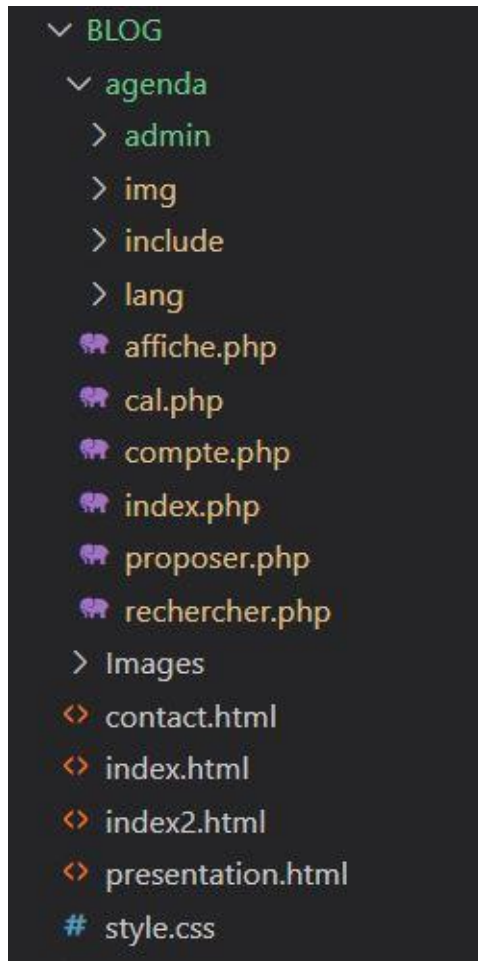 BLOG
agenda
admin
img
include
lang
affiche.php
cal.php
compte.php
index.php
proposer.php
rechercher.php
Images
contact.html
index.html
index2.html
presentation.html
# style.css